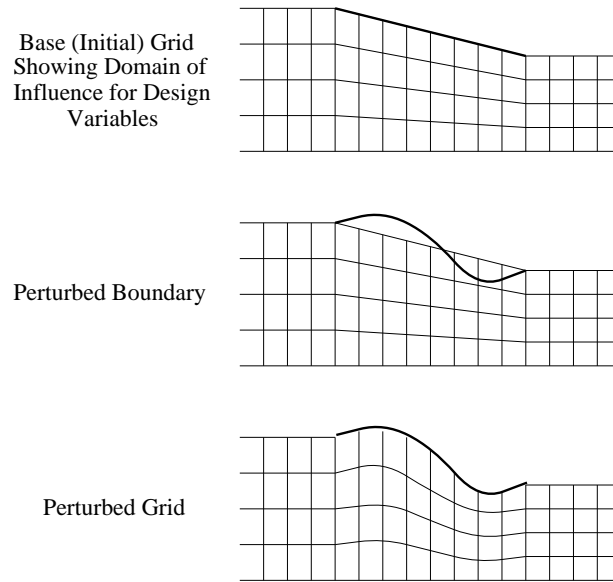 Base (Initial) Grid
Showing Domain of
Influence for Design
Variables
Perturbed Boundary
Perturbed Grid